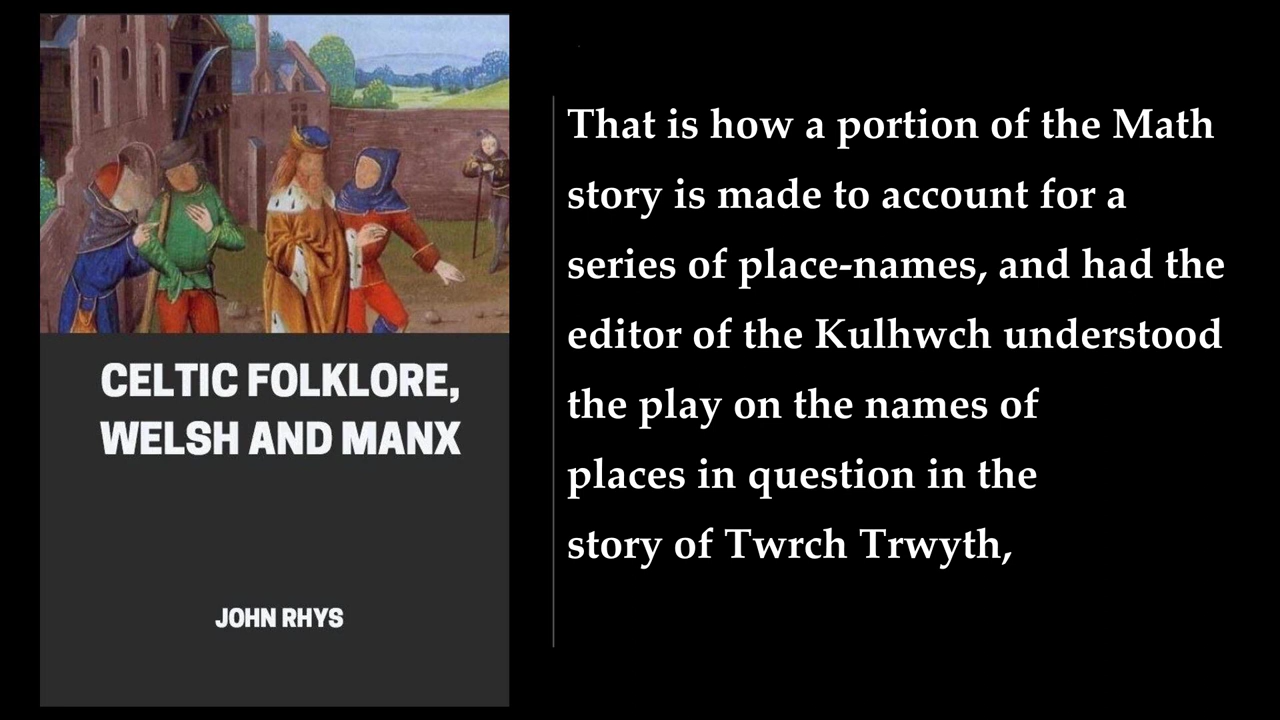 CELTIC FOLKLORE,
WELSH AND MANX
JOHN RHYS
That is how a portion of the Math
story is made to account for a
series of place-names, and had the
editor of the Kulhwch understood
the play on the names of
places in question in the
story of Twrch Trwyth,